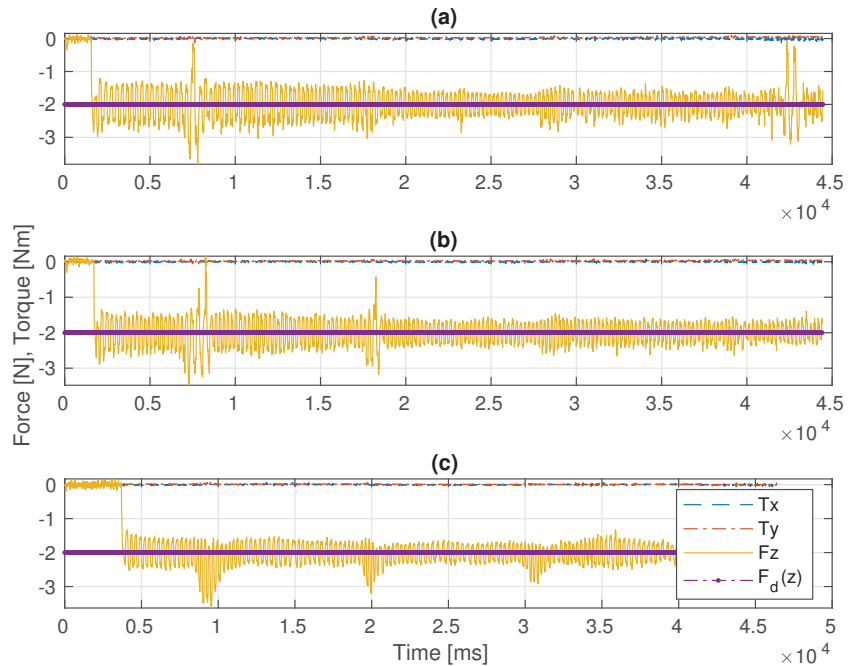 (a)
0
-1
-2
-3
0 0.5 1 1.5 2 2.5 3 3.5 4 4.5
×10^4
(b)
0
-1
-2
-3
0 0.5 1 1.5 2 2.5 3 3.5 4 4.5
×10^4
Force [N], Torque [Nm]
(c)
0
-1
-2
-3
Tx
Ty
Fz
F_d(z)
0 0.5 1 1.5 2 2.5 3 3.5 4 4.5 5
Time [ms]
×10^4